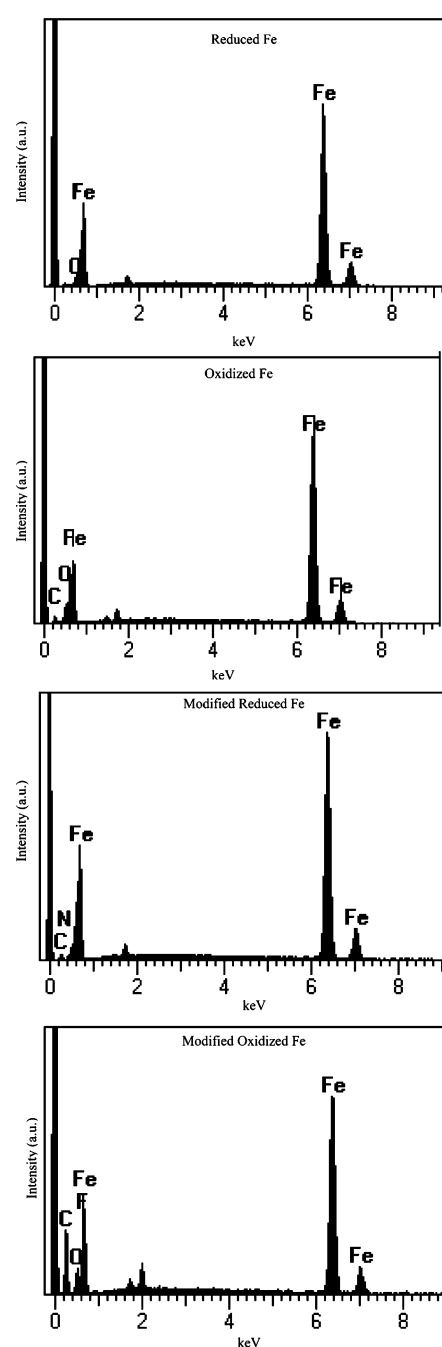 Reduced Fe
Intensity (a.u.)
Fe
Fe
O
Fe
0 2 4 6 8
keV
Oxidized Fe
Intensity (a.u.)
Fe
Fe
O
Fe
C
0 2 4 6 8
keV
Modified Reduced Fe
Intensity (a.u.)
Fe
Fe
N
Fe
C
0 2 4 6 8
keV
Modified Oxidized Fe
Intensity (a.u.)
Fe
Fe
F
C
O
Fe
0 2 4 6 8
keV